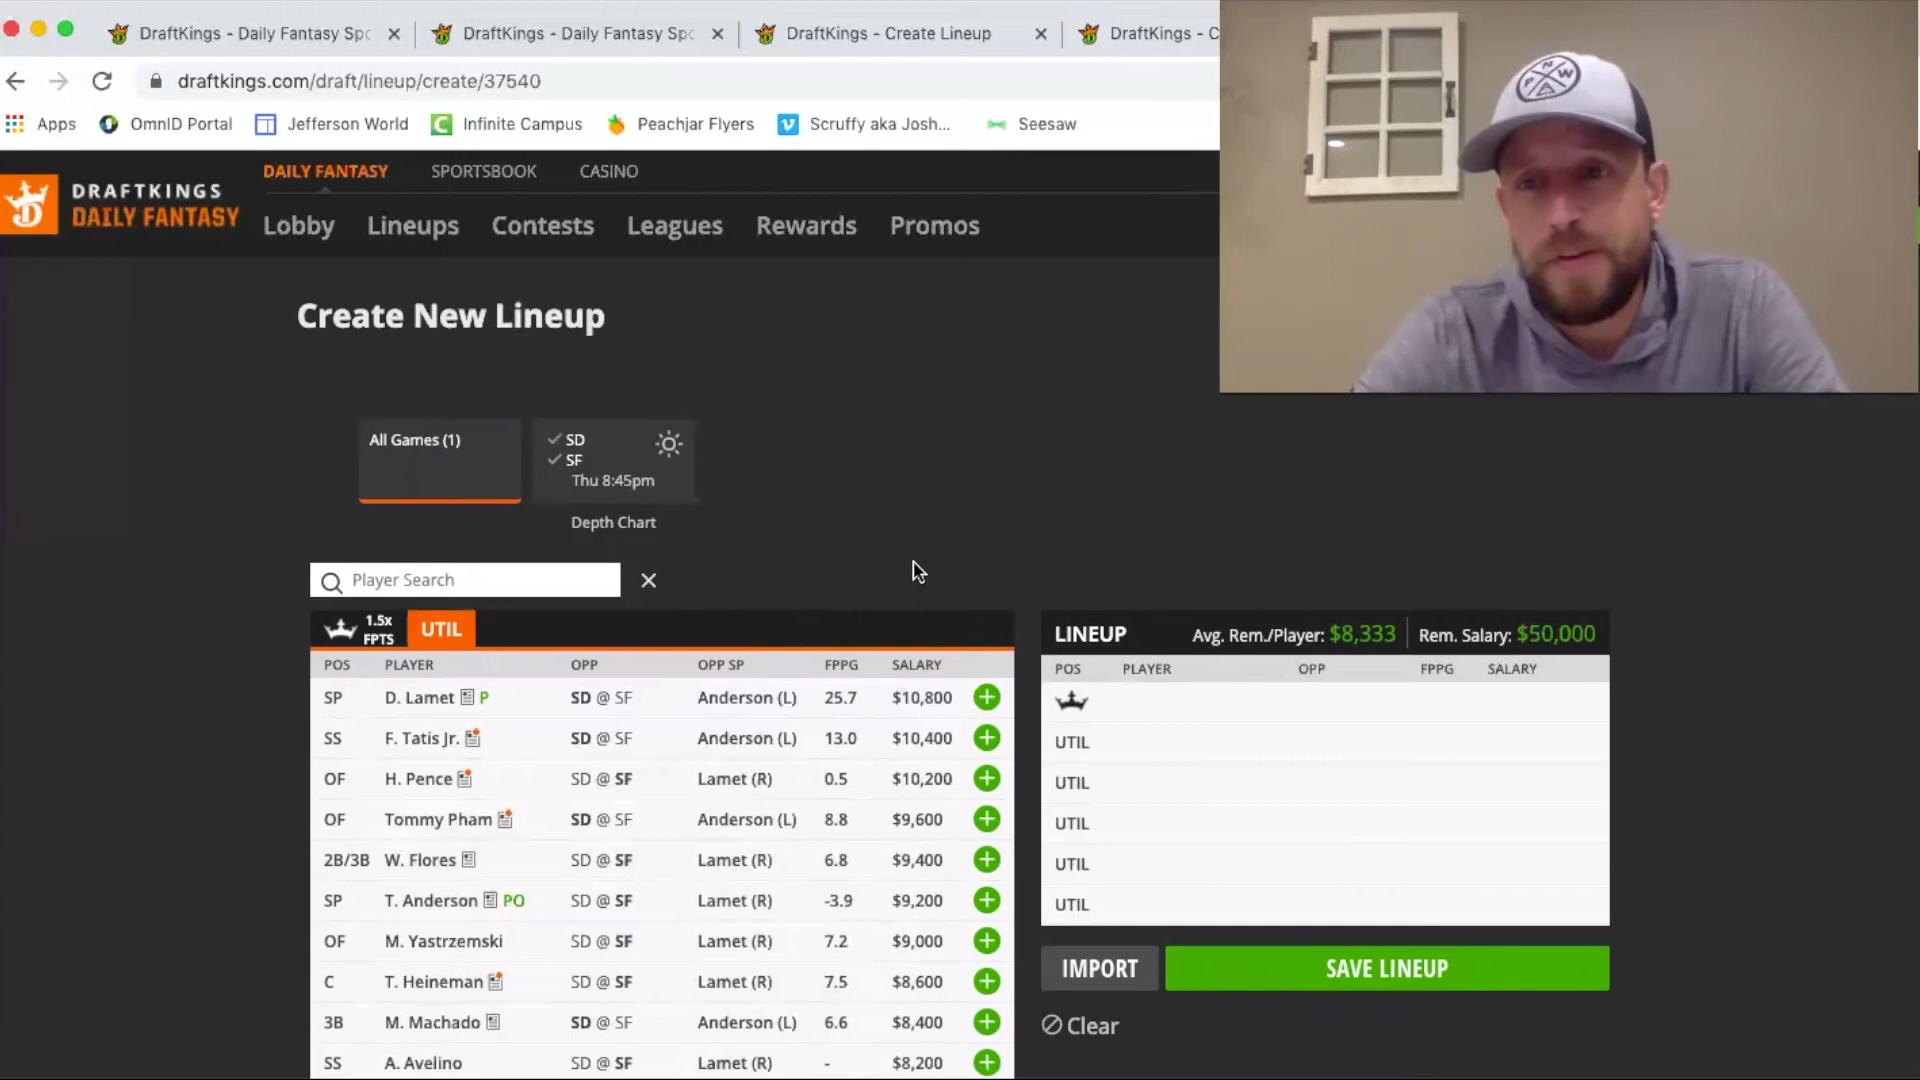 DraftKings - Daily Fantasy Spo
DraftKings - Daily Fantasy Spo
DraftKings - Create Lineup
DraftKings - C
draftkings.com/draft/lineup/create/37540
Apps
OmnID Portal
Jefferson World
Infinite Campus
Peachjar Flyers
Scruffy aka Josh...
Seesaw
DRAFTKINGS
DAILY FANTASY
DAILY FANTASY SPORTSBOOK CASINO
Lobby Lineups Contests Leagues Rewards Promos
P N W
Create New Lineup
All Games (1)
SD
SF
Thu 8:45pm
Depth Chart
Player Search
1.5x
FPTS
UTIL
POS PLAYER OPP OPP SP FPPG SALARY
SP D. Lamet P SD @ SF Anderson (L) 25.7 $10,800
SS F. Tatis Jr. SD @ SF Anderson (L) 13.0 $10,400
OF H. Pence SD @ SF Lamet (R) 0.5 $10,200
OF Tommy Pham SD @ SF Anderson (L) 8.8 $9,600
2B/3B W. Flores SD @ SF Lamet (R) 6.8 $9,400
SP T. Anderson PO SD @ SF Lamet (R) -3.9 $9,200
OF M. Yastrzemski SD @ SF Lamet (R) 7.2 $9,000
C T. Heineman SD @ SF Lamet (R) 7.5 $8,600
3B M. Machado SD @ SF Anderson (L) 6.6 $8,400
SS A. Avelino SD @ SF Lamet (R) - $8,200
LINEUP Avg. Rem./Player: $8,333 Rem. Salary: $50,000
POS PLAYER OPP FPPG SALARY
UTIL
UTIL
UTIL
UTIL
UTIL
IMPORT
SAVE LINEUP
Clear